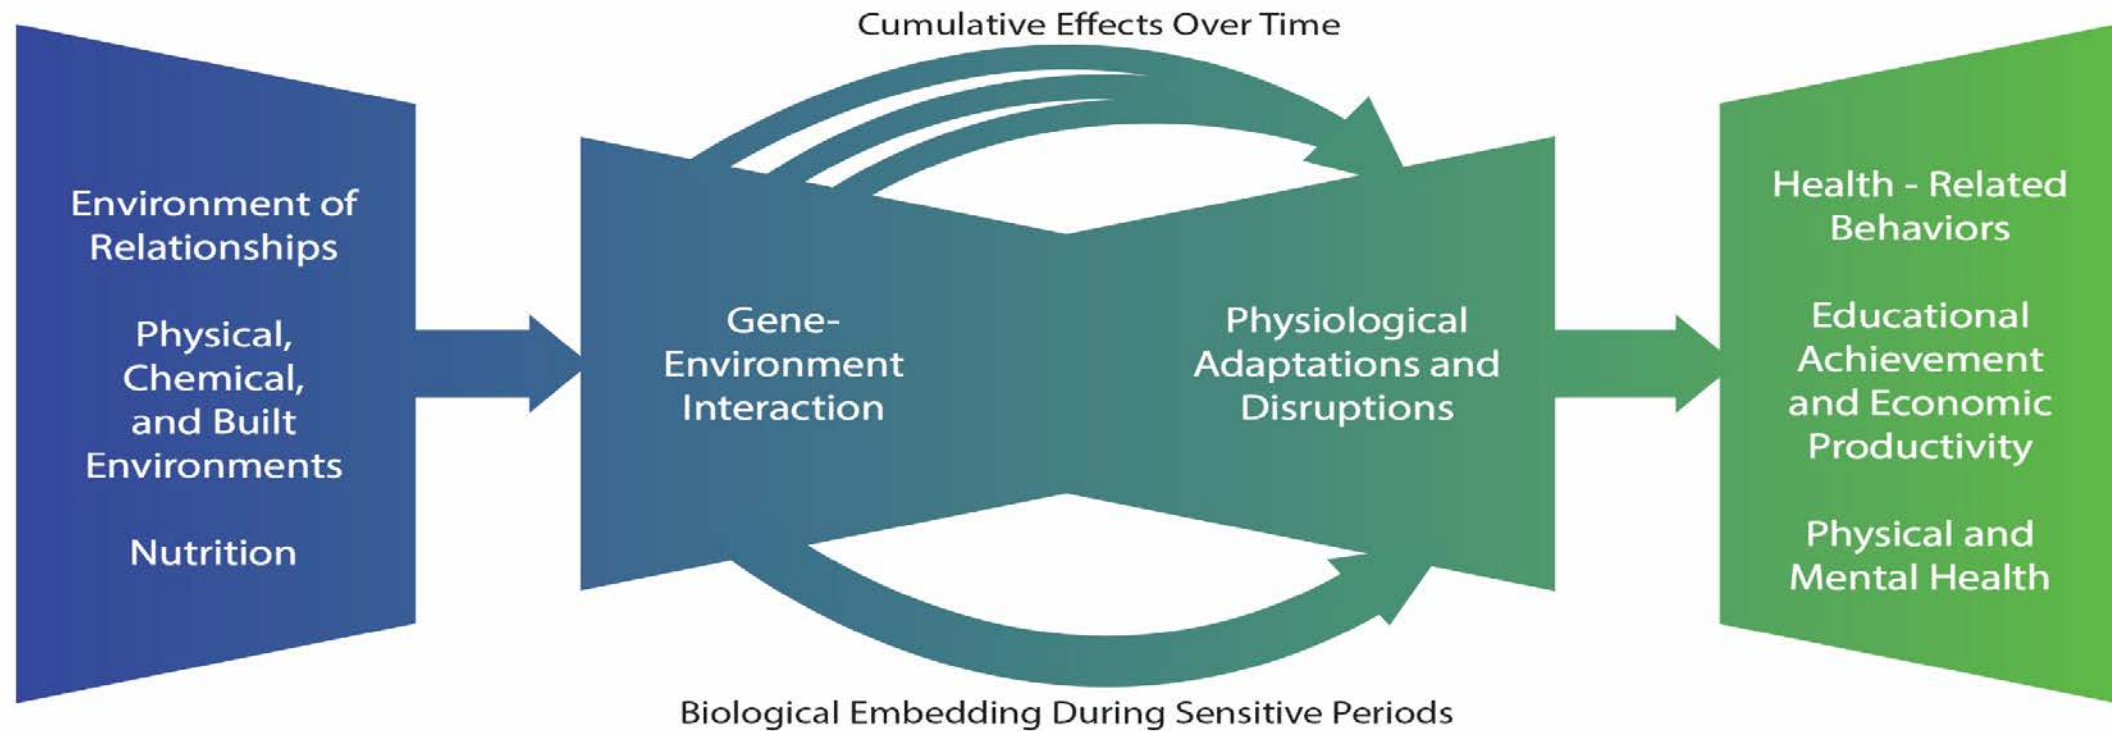 Cumulative Effects Over Time
Environment of
Relationships
Physical,
Chemical,
and Built
Environments
Nutrition
Gene-
Environment
Interaction
Physiological
Adaptations and
Disruptions
Health - Related
Behaviors
Educational
Achievement
and Economic
Productivity
Physical and
Mental Health
Biological Embedding During Sensitive Periods